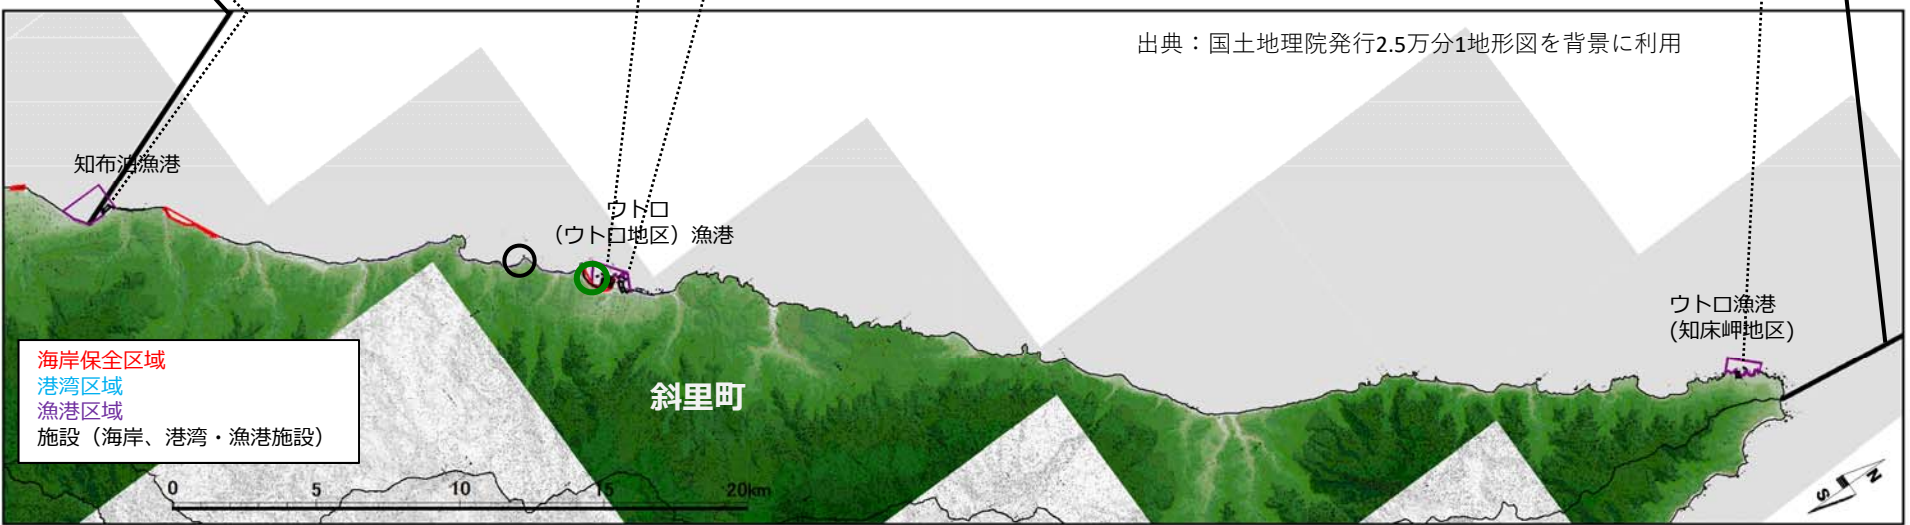 出典：国土地理院発行2.5万分1地形図を背景に利用
知布泊漁港
ウトロ
（ウトロ地区）漁港
ウトロ漁港
(知床岬地区)
海岸保全区域
港湾区域
漁港区域
施設（海岸、港湾・漁港施設）
斜里町
0 5 10 15 20km
S N